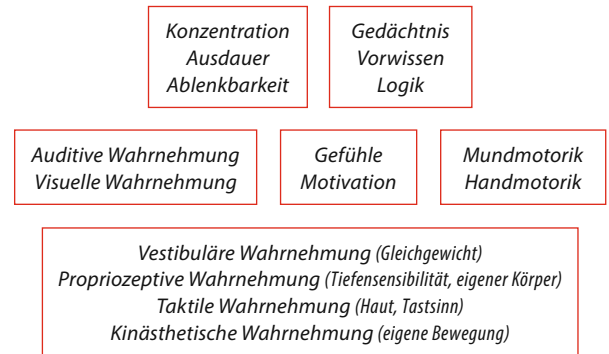 Konzentration
Ausdauer
Ablenkbarkeit
Gedächtnis
Vorwissen
Logik
Auditive Wahrnehmung
Visuelle Wahrnehmung
Gefühle
Motivation
Mundmotorik
Handmotorik
Vestibuläre Wahrnehmung (Gleichgewicht)
Propriozeptive Wahrnehmung (Tiefensensibilität, eigener Körper)
Taktile Wahrnehmung (Haut, Tastsinn)
Kinästhetische Wahrnehmung (eigene Bewegung)